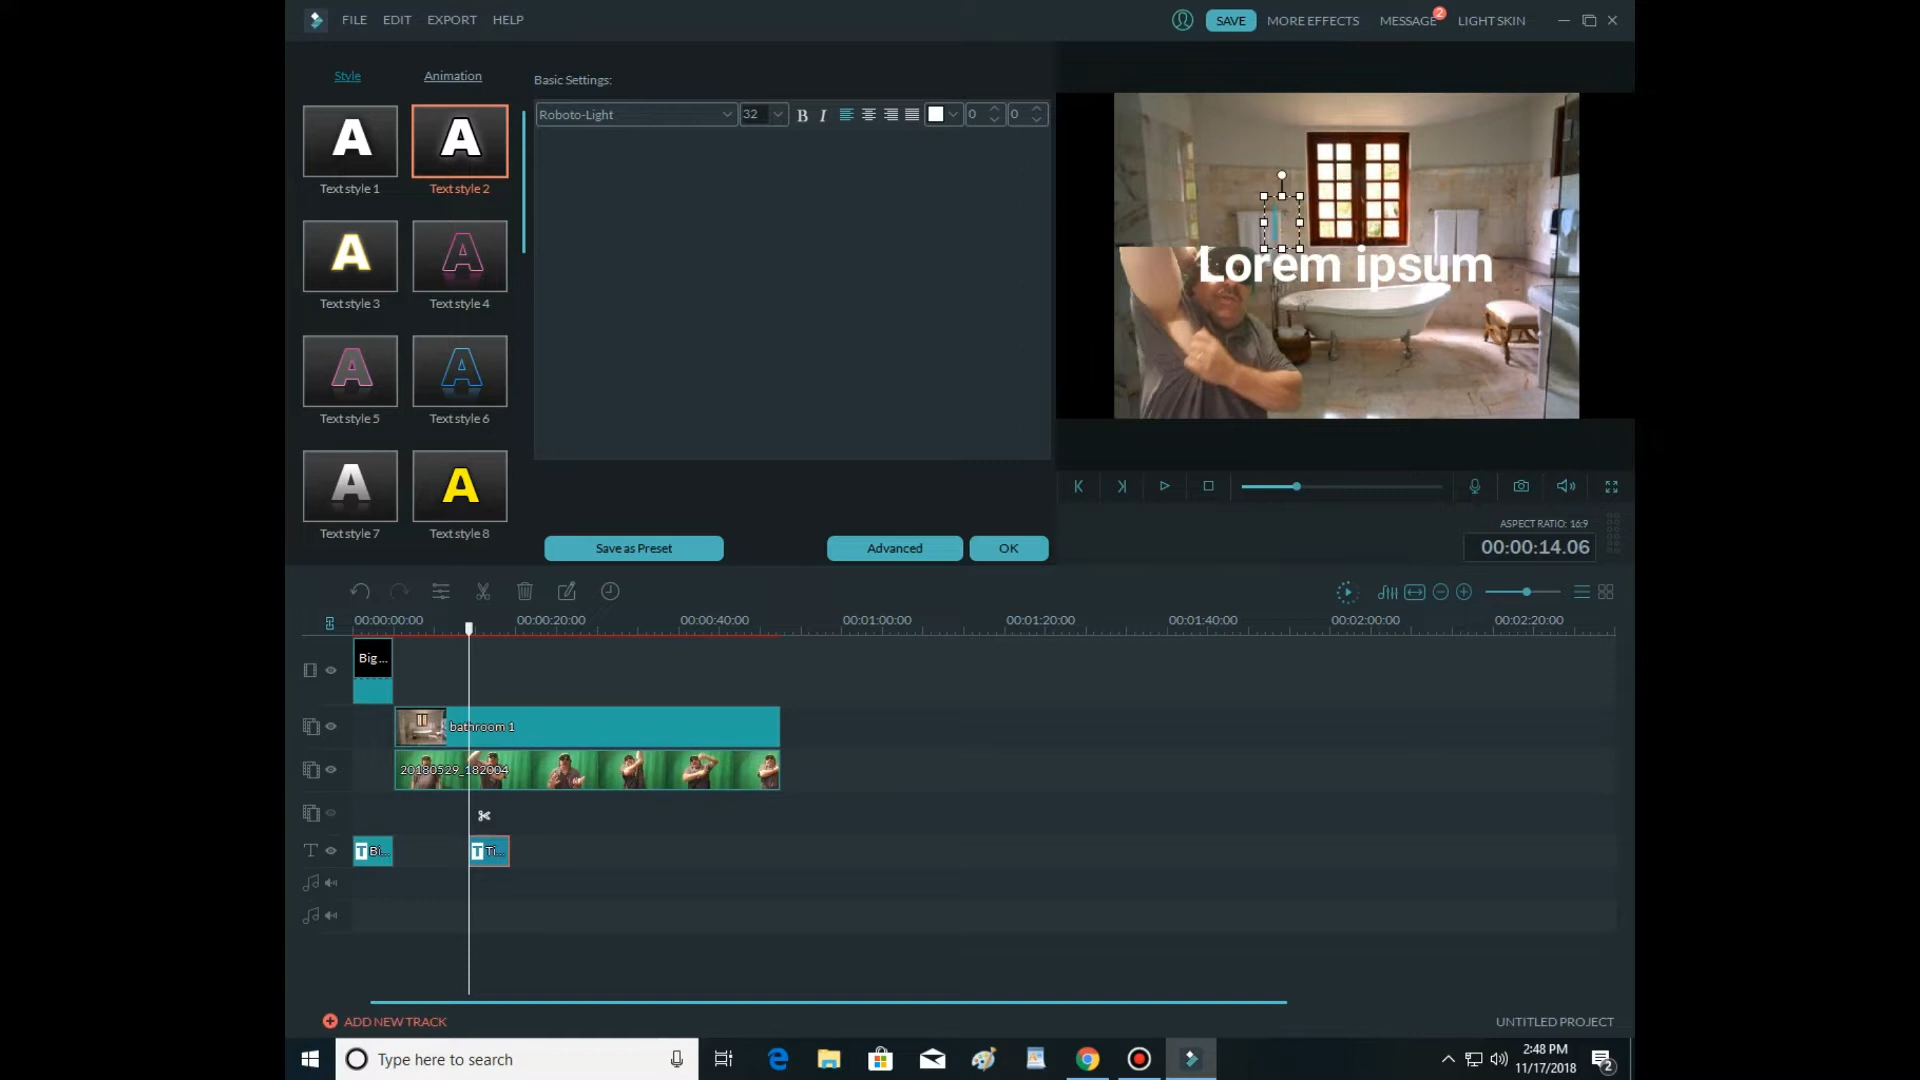 FILE EDIT EXPORT HELP
SAVE MORE EFFECTS MESSAGE 2 LIGHT SKIN
Style Animation
Basic Settings:
Roboto-Light 32 B I 0 0
A A
Text style 1 Text style 2
A A
Text style 3 Text style 4
A A
Text style 5 Text style 6
A A
Text style 7 Text style 8
Lorem ipsum
Save as Preset Advanced OK
ASPECT RATIO: 16:9
00:00:14.06
00:00:00:00 00:00:20:00 00:00:40:00 00:01:00:00 00:01:20:00 00:01:40:00 00:02:00:00 00:02:20:00
Big...
bathroom 1
20180529_182004
T T Bi... T Ti...
ADD NEW TRACK UNTITLED PROJECT
Type here to search
2:48 PM
11/17/2018 2